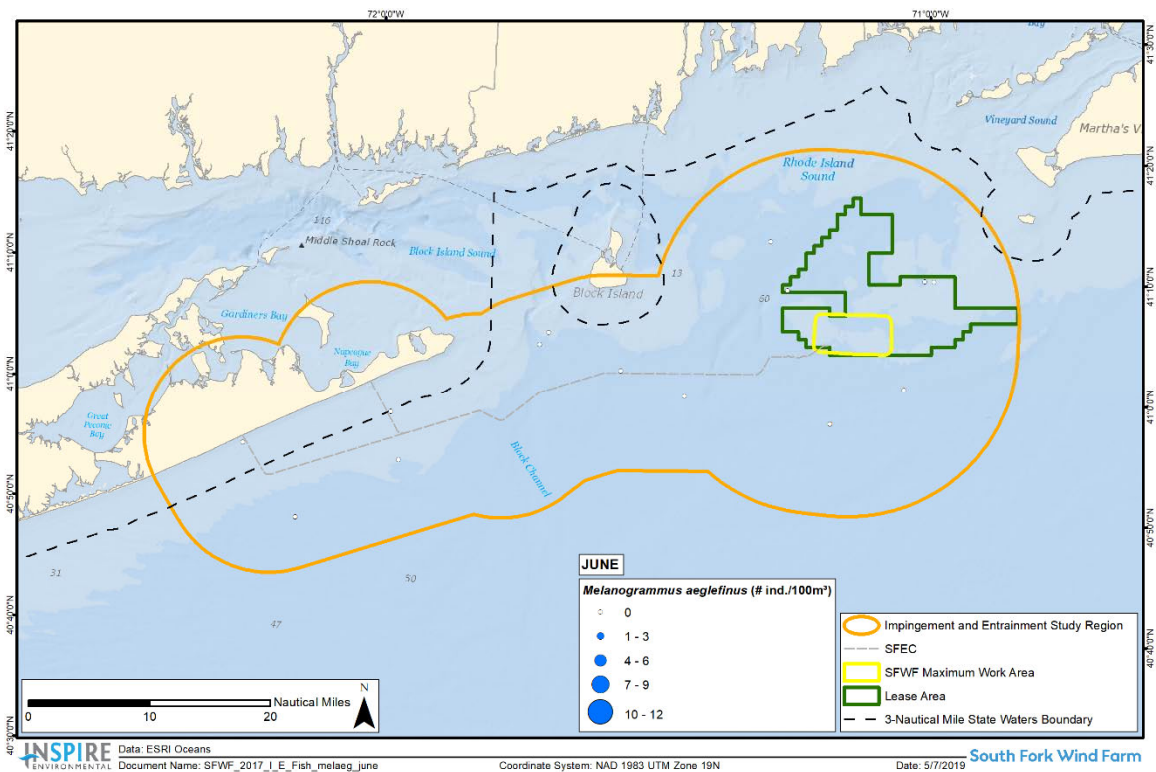 72°0'0"W
71°0'0"W
41°30'0"N
41°20'0"N
Vineyard Sound
Martha's V
41°20'0"N
Rhode Island
Sound
116
Middle Shoal Rock
41°10'0"N
Block Island Sound
13
Block Island
60
41°10'0"N
Gardiners Bay
Napeague
Bay
41°0'0"N
41°0'0"N
Great
Peconic
Bay
Block Channel
40°50'0"N
40°50'0"N
31
50
47
JUNE
Melanogrammus aeglefinus (# ind./100m³)
0
1 - 3
4 - 6
7 - 9
10 - 12
Impingement and Entrainment Study Region
SFEC
SFWF Maximum Work Area
Lease Area
3-Nautical Mile State Waters Boundary
40°40'0"N
40°40'0"N
N
Nautical Miles
0 10 20
40°30'0"N
INSPIRE
ENVIRONMENTAL
Data: ESRI Oceans
Document Name: SFWF_2017_I_E_Fish_melaeg_june
Coordinate System: NAD 1983 UTM Zone 19N
Date: 5/7/2019
South Fork Wind Farm